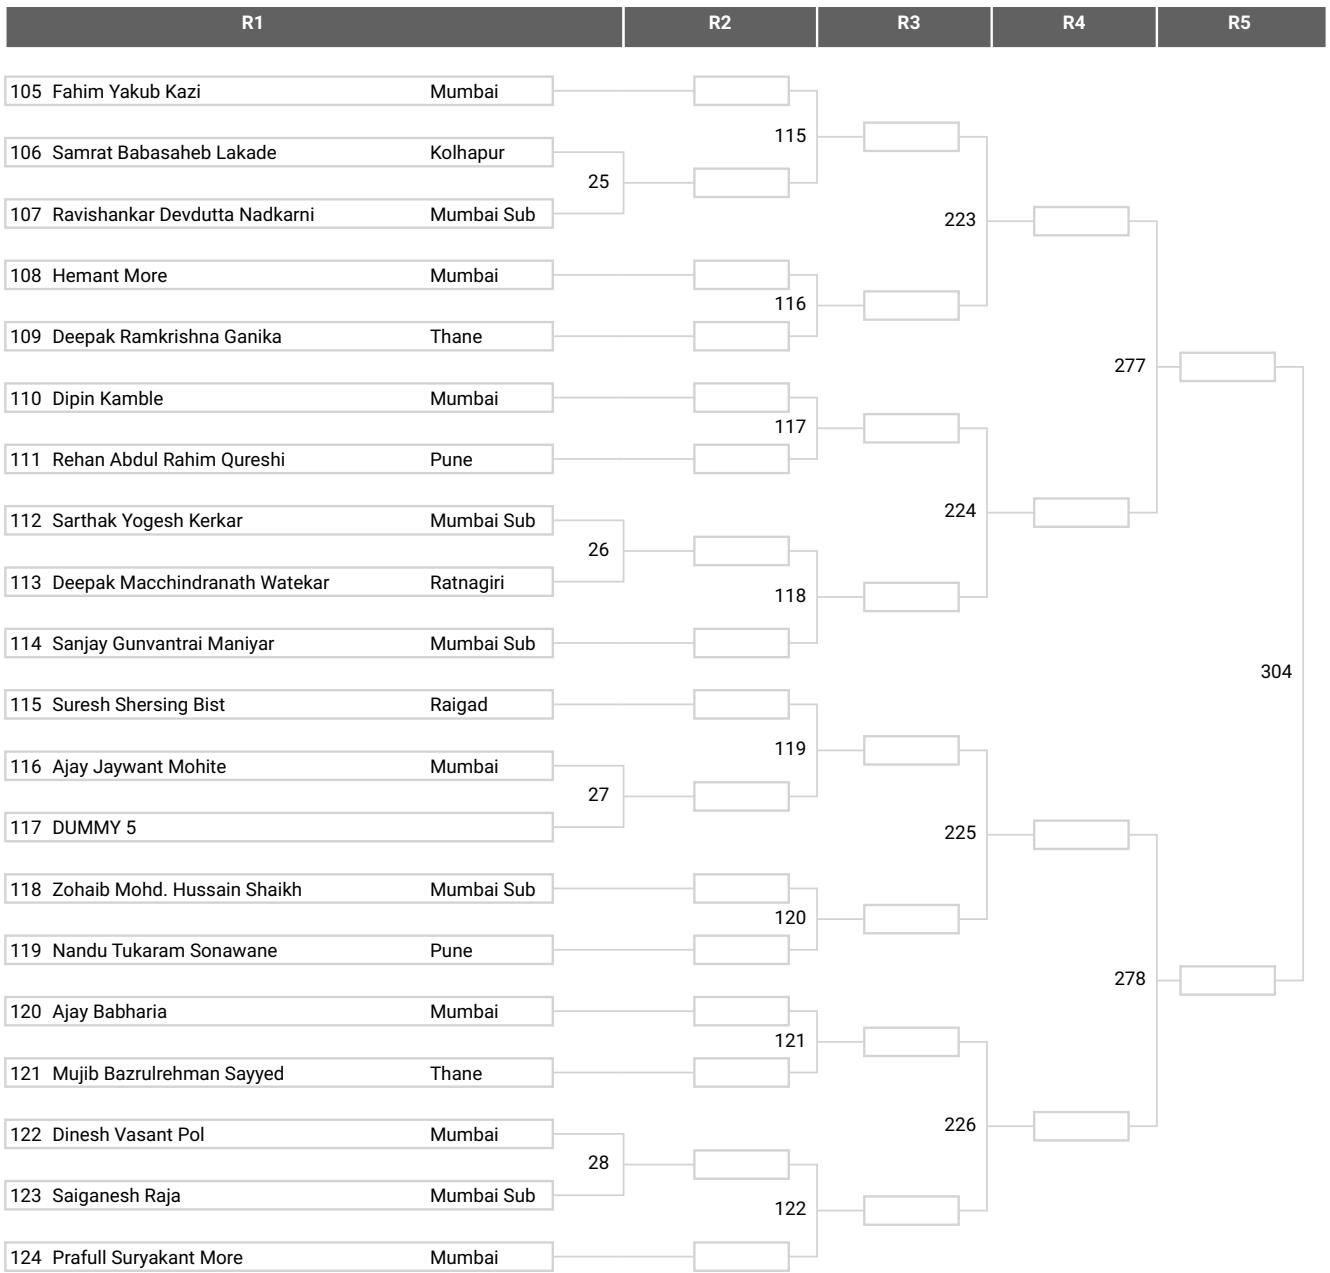 R1 R2 R3 R4 R5
105 Fahim Yakub Kazi Mumbai
115
106 Samrat Babasaheb Lakade Kolhapur
25
107 Ravishankar Devdutta Nadkarni Mumbai Sub
223
108 Hemant More Mumbai
116
109 Deepak Ramkrishna Ganika Thane
277
110 Dipin Kamble Mumbai
117
111 Rehan Abdul Rahim Qureshi Pune
224
112 Sarthak Yogesh Kerkar Mumbai Sub
26
113 Deepak Macchindranath Watekar Ratnagiri
118
114 Sanjay Gunvantrai Maniyar Mumbai Sub
304
115 Suresh Shersing Bist Raigad
119
116 Ajay Jaywant Mohite Mumbai
27
117 DUMMY 5
225
118 Zohaib Mohd. Hussain Shaikh Mumbai Sub
120
119 Nandu Tukaram Sonawane Pune
278
120 Ajay Babharia Mumbai
121
121 Mujib Bazrulrehman Sayyed Thane
226
122 Dinesh Vasant Pol Mumbai
28
123 Saiganesh Raja Mumbai Sub
122
124 Prafull Suryakant More Mumbai